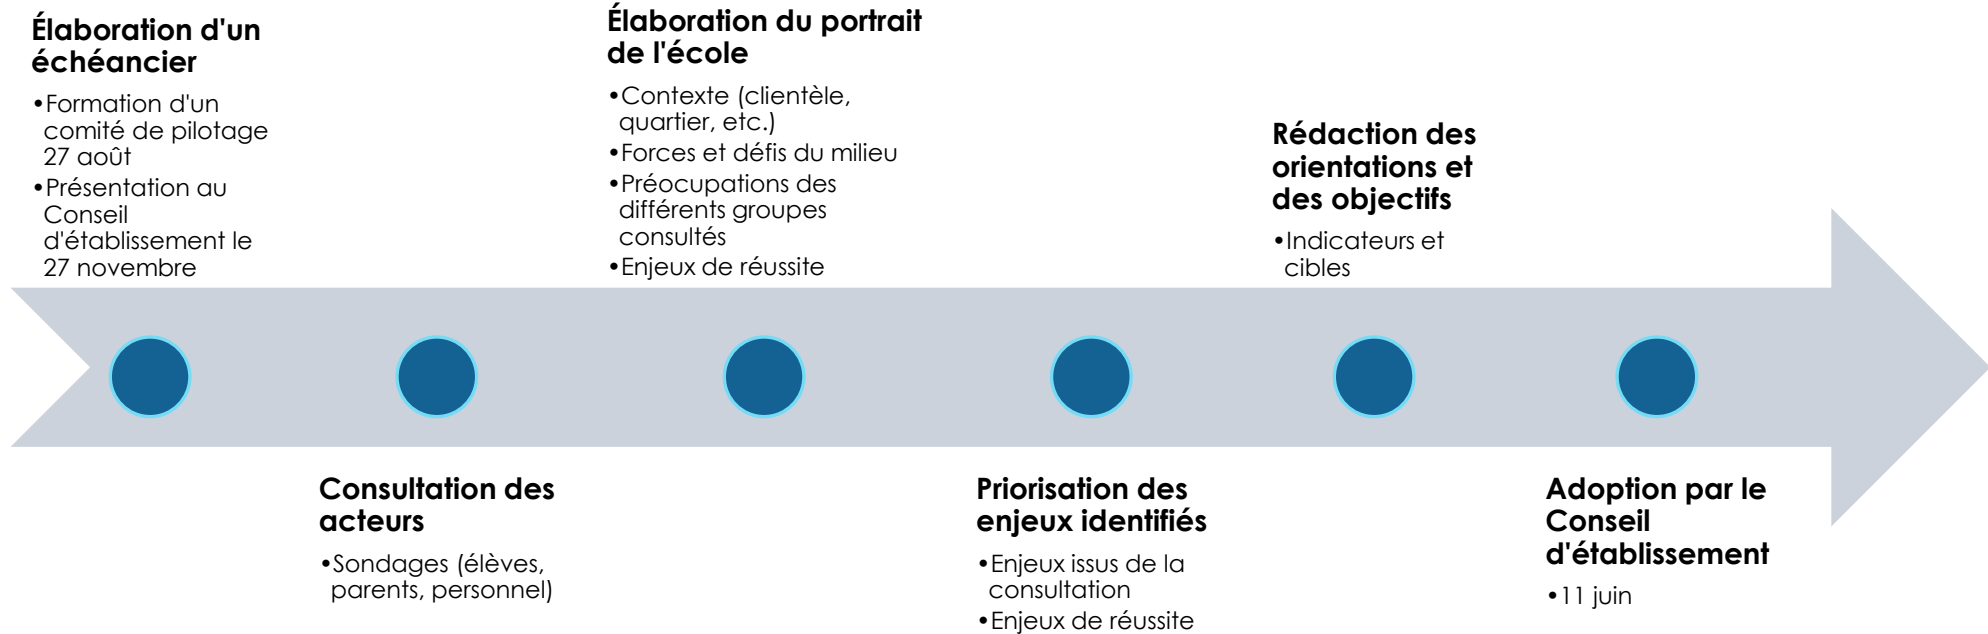 Élaboration d'un
échéancier
•Formation d'un
comité de pilotage
27 août
•Présentation au
Conseil
d'établissement le
27 novembre
Consultation des
acteurs
•Sondages (élèves,
parents, personnel)
Élaboration du portrait
de l'école
•Contexte (clientèle,
quartier, etc.)
•Forces et défis du milieu
•Préoccupations des
différents groupes
consultés
•Enjeux de réussite
Priorisation des
enjeux identifiés
•Enjeux issus de la
consultation
•Enjeux de réussite
Rédaction des
orientations et
des objectifs
•Indicateurs et
cibles
Adoption par le
Conseil
d'établissement
•11 juin